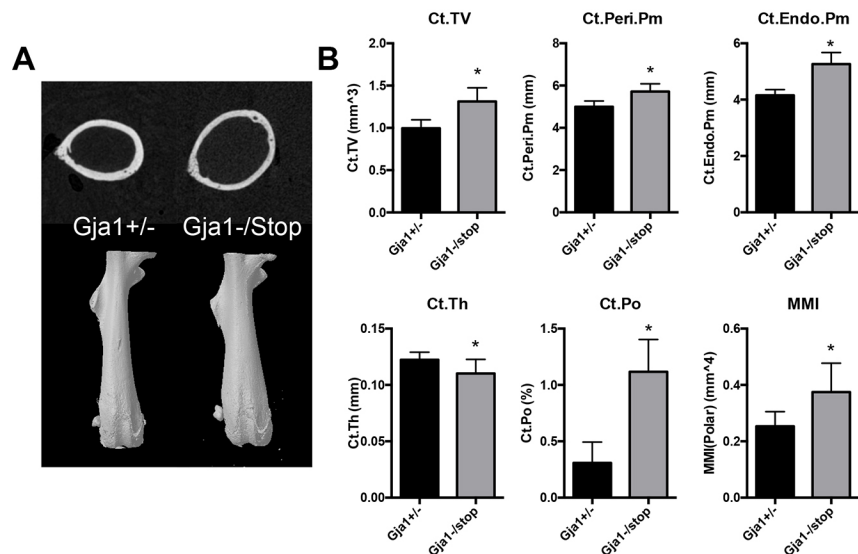 A
Gja1+/-
Gja1-/Stop
B
Ct.TV
Ct.TV (mm^3)
2.0
1.5
1.0
0.5
0.0
*
Gja1+/-
Gja1-/stop
Ct.Peri.Pm
Ct.Peri.Pm (mm)
8
6
4
2
0
*
Gja1+/-
Gja1-/stop
Ct.Endo.Pm
Ct.Endo.Pm (mm)
6
4
2
0
*
Gja1+/-
Gja1-/stop
Ct.Th
Ct.Th (mm)
0.15
0.10
0.05
0.00
*
Gja1+/-
Gja1-/stop
Ct.Po
Ct.Po (%)
1.5
1.0
0.5
0.0
*
Gja1+/-
Gja1-/stop
MMI
MMI(Polar) (mm^4)
0.6
0.4
0.2
0.0
*
Gja1+/-
Gja1-/stop